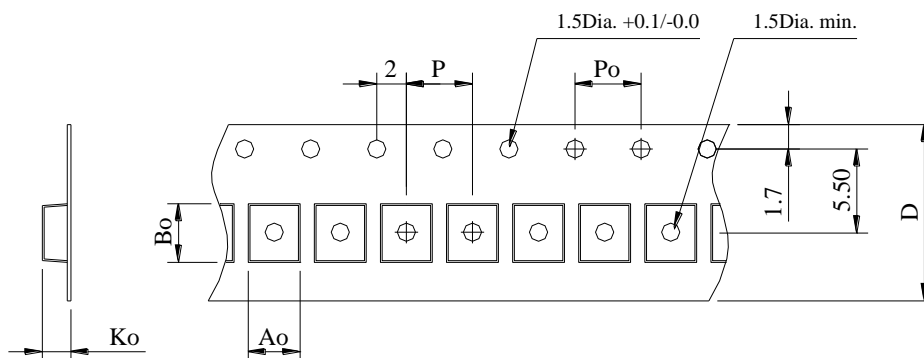 1.5Dia. +0.1/-0.0
1.5Dia. min.
2
P
Po
1.7
5.50
D
Bo
Ko
Ao